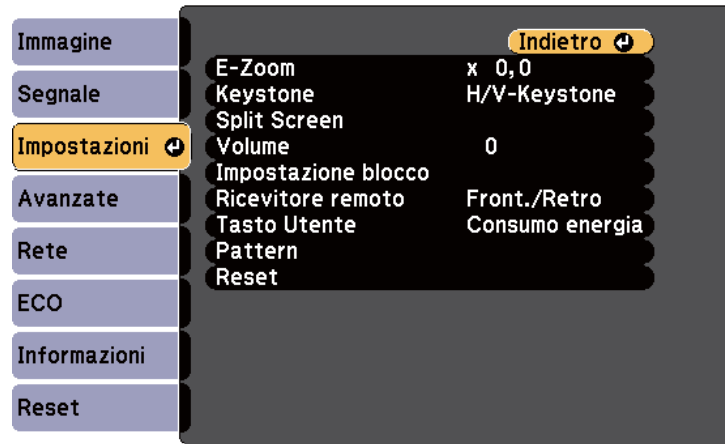 Immagine
Segnale
Impostazioni
Avanzate
Rete
ECO
Informazioni
Reset
Indietro
E-Zoom x 0,0
Keystone H/V-Keystone
Split Screen
Volume 0
Impostazione blocco
Ricevitore remoto Front./Retro
Tasto Utente Consumo energia
Pattern
Reset